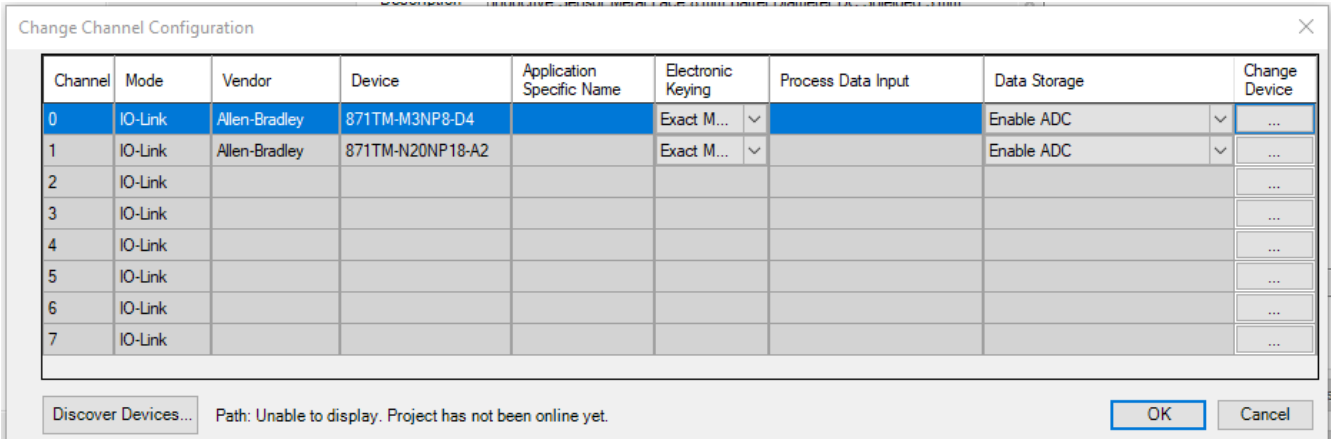 Change Channel Configuration
Channel Mode Vendor Device Application Specific Name Electronic Keying Process Data Input Data Storage Change Device
0 IO-Link Allen-Bradley 871TM-M3NP8-D4 Exact M... Enable ADC ...
1 IO-Link Allen-Bradley 871TM-N20NP18-A2 Exact M... Enable ADC ...
2 IO-Link ...
3 IO-Link ...
4 IO-Link ...
5 IO-Link ...
6 IO-Link ...
7 IO-Link ...
Discover Devices... Path: Unable to display. Project has not been online yet. OK Cancel